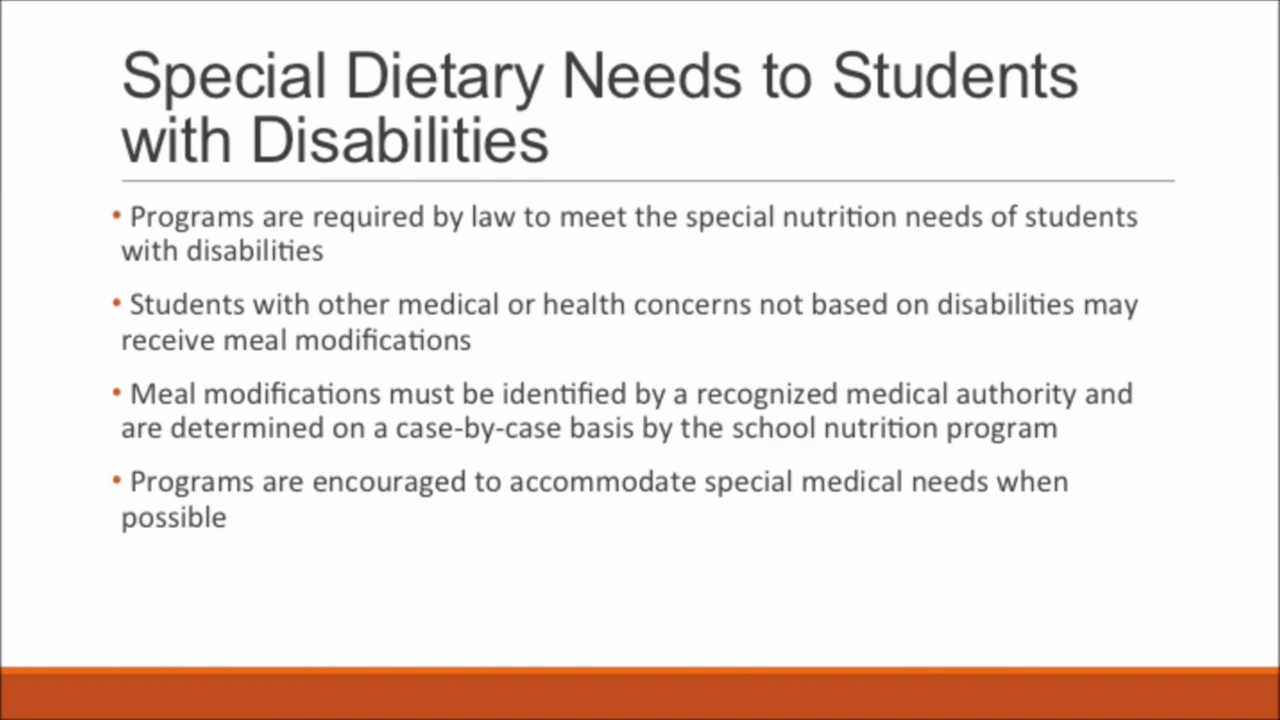 Special Dietary Needs to Students
with Disabilities
• Programs are required by law to meet the special nutrition needs of students
with disabilities
• Students with other medical or health concerns not based on disabilities may
receive meal modifications
• Meal modifications must be identified by a recognized medical authority and
are determined on a case-by-case basis by the school nutrition program
• Programs are encouraged to accommodate special medical needs when
possible